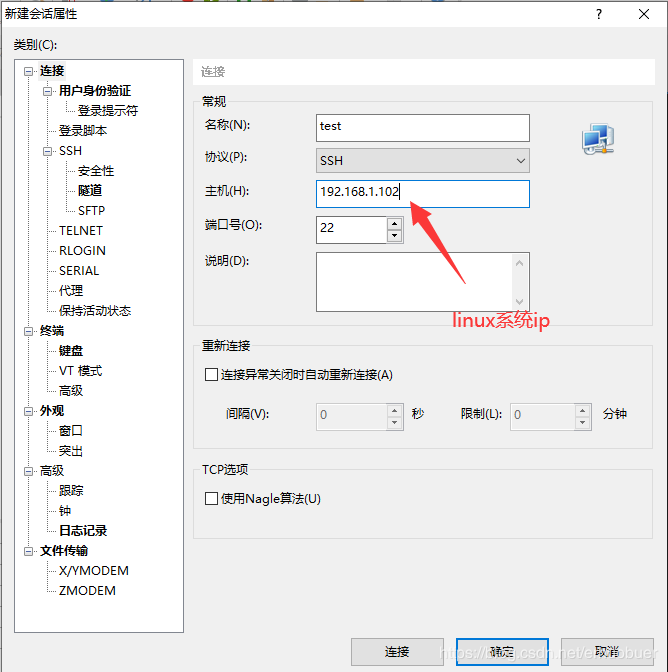 新建会话属性
?
类别(C):
连接
用户身份验证
登录提示符
登录脚本
SSH
安全性
隧道
SFTP
TELNET
RLOGIN
SERIAL
代理
保持活动状态
终端
键盘
VT 模式
高级
外观
窗口
突出
高级
跟踪
钟
日志记录
文件传输
X/YMODEM
ZMODEM
连接
常规
名称(N):
test
协议(P):
SSH
主机(H):
192.168.1.102
端口号(O):
22
说明(D):
linux系统ip
重新连接
连接异常关闭时自动重新连接(A)
间隔(V):
0
秒
限制(L):
0
分钟
TCP选项
使用Nagle算法(U)
连接
确定
取消